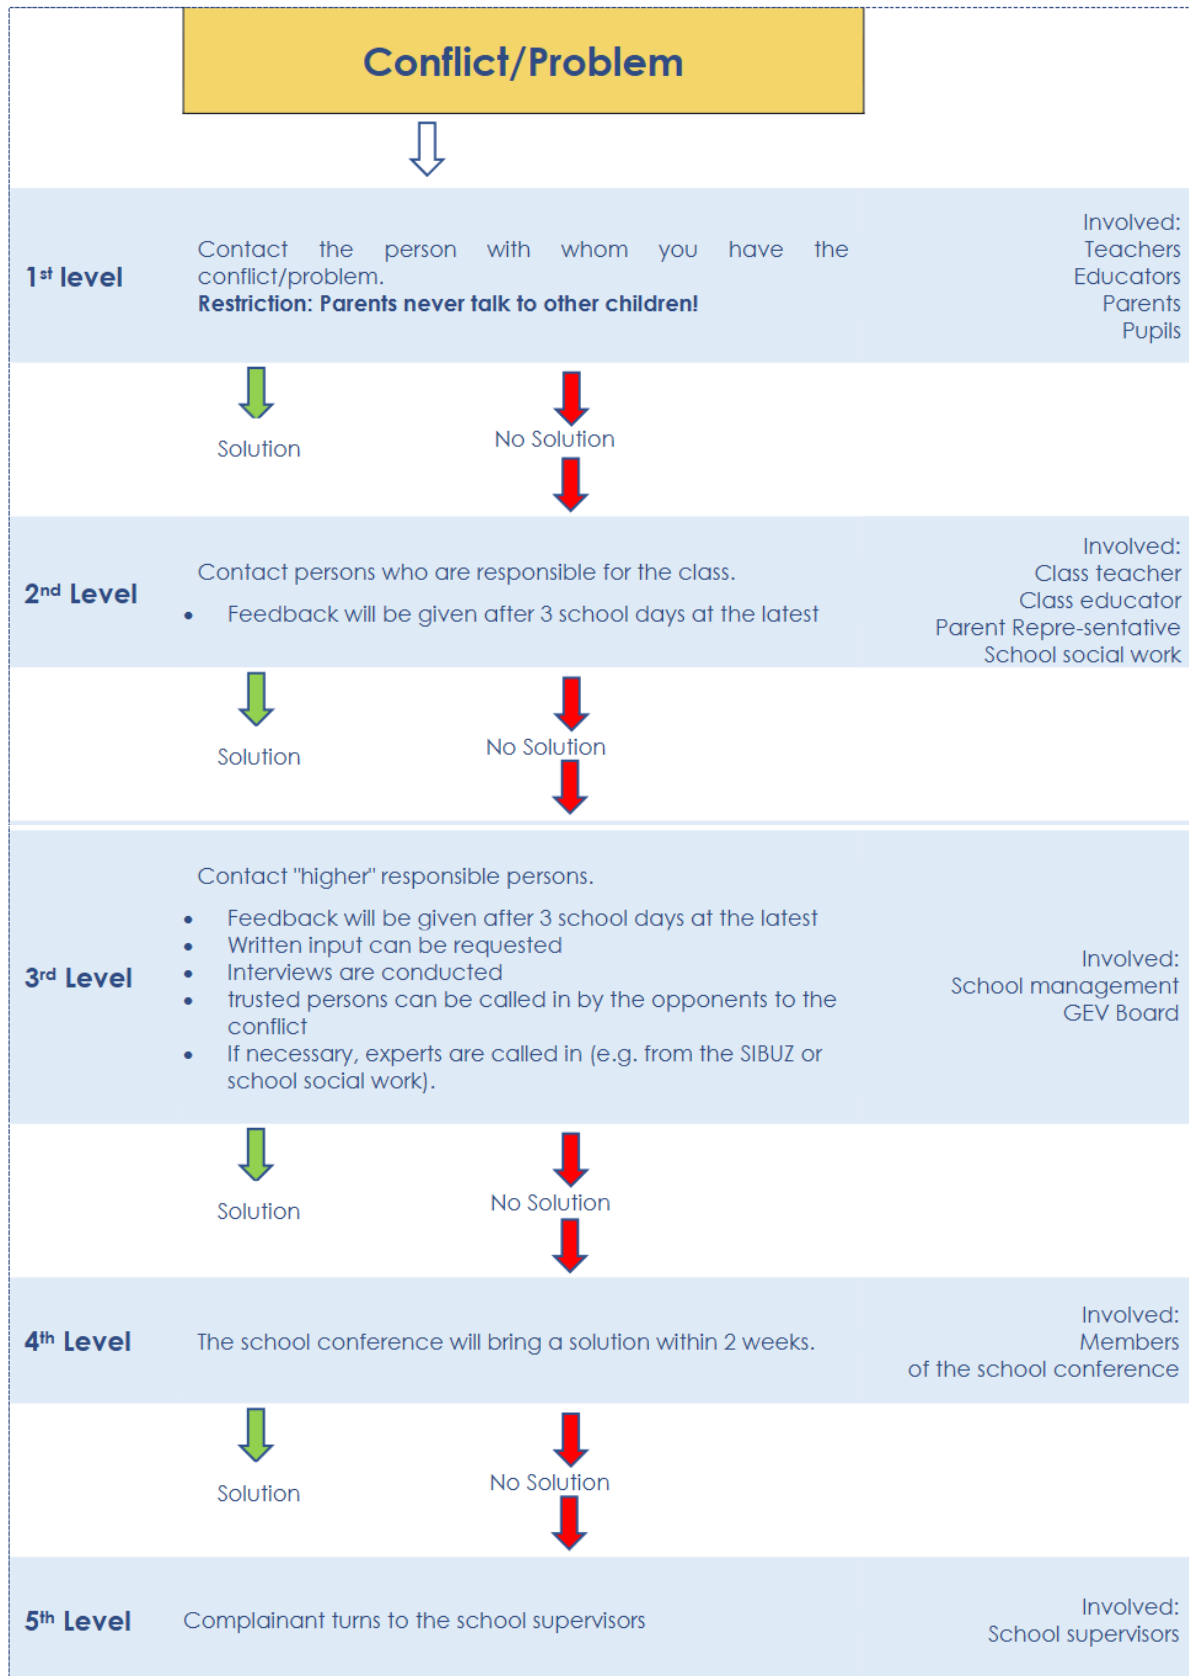 Conflict/Problem
1st level
Contact the person with whom you have the
conflict/problem.
Restriction: Parents never talk to other children!
Involved:
Teachers
Educators
Parents
Pupils
Solution
No Solution
2nd Level
Contact persons who are responsible for the class.
• Feedback will be given after 3 school days at the latest
Involved:
Class teacher
Class educator
Parent Repre-sentative
School social work
Solution
No Solution
3rd Level
Contact "higher" responsible persons.
• Feedback will be given after 3 school days at the latest
• Written input can be requested
• Interviews are conducted
• trusted persons can be called in by the opponents to the
conflict
• If necessary, experts are called in (e.g. from the SIBUZ or
school social work).
Involved:
School management
GEV Board
Solution
No Solution
4th Level
The school conference will bring a solution within 2 weeks.
Involved:
Members
of the school conference
Solution
No Solution
5th Level
Complainant turns to the school supervisors
Involved:
School supervisors